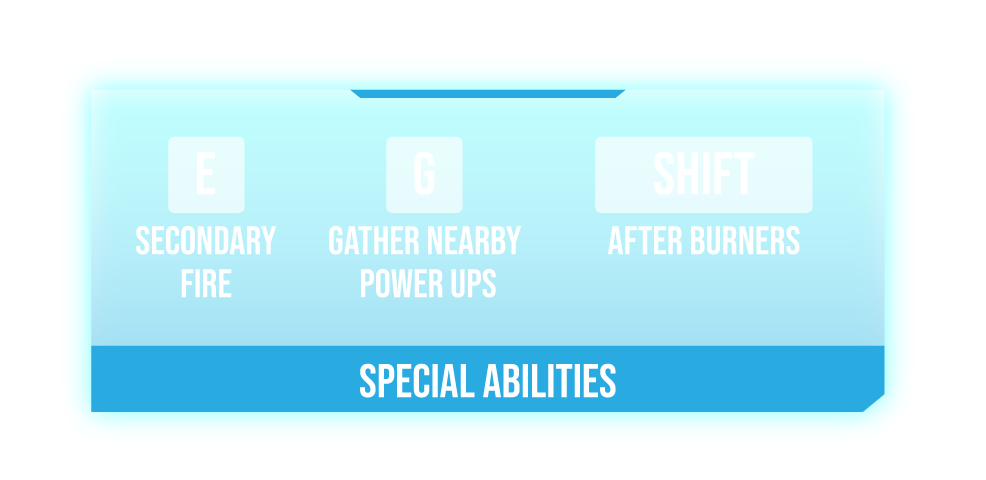 E
G
SHIFT
SECONDARY
FIRE
GATHER NEARBY
POWER UPS
AFTER BURNERS
SPECIAL ABILITIES